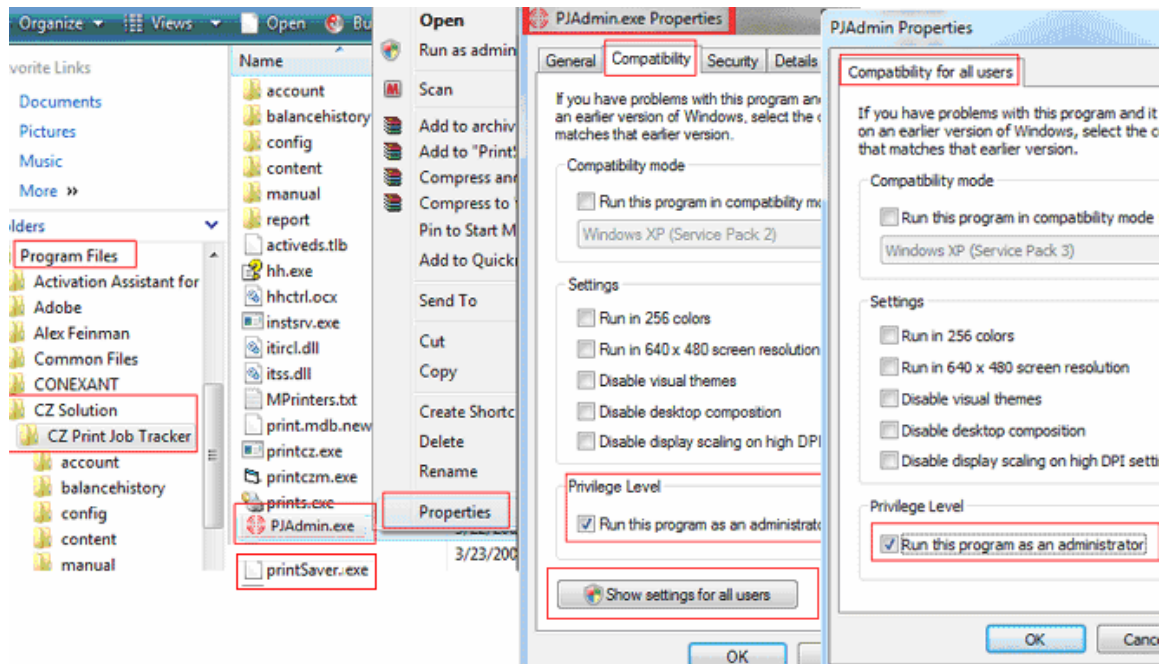 Organize
Views
Open
Bu
vorite Links
Documents
Pictures
Music
More »
lders
Program Files
Activation Assistant for
Adobe
Alex Feinman
Common Files
CONEXANT
CZ Solution
CZ Print Job Tracker
account
balancehistory
config
content
manual
Name
account
balancehistory
config
content
manual
report
activeds.tlb
hh.exe
hhctrl.ocx
instsrv.exe
itircl.dll
itss.dll
MPrinters.txt
print.mdb.new
printcz.exe
printczm.exe
prints.exe
PJAdmin.exe
printSaver.exe
Open
Run as admin
Scan
Add to archiv
Add to "Print
Compress and
Compress to
Pin to Start M
Add to Quick
Send To
Cut
Copy
Create Shortc
Delete
Rename
Properties
3/23/200
PJAdmin.exe Properties
General
Compatibility
Security
Details
If you have problems with this program an
an earlier version of Windows, select the
matches that earlier version.
Compatibility mode
Run this program in compatibility mo
Windows XP (Service Pack 2)
Settings
Run in 256 colors
Run in 640 x 480 screen resolution
Disable visual themes
Disable desktop composition
Disable display scaling on high DPI
Privilege Level
Run this program as an administrato
Show settings for all users
OK
PJAdmin Properties
Compatibility for all users
If you have problems with this program and it
on an earlier version of Windows, select the c
that matches that earlier version.
Compatibility mode
Run this program in compatibility mode
Windows XP (Service Pack 3)
Settings
Run in 256 colors
Run in 640 x 480 screen resolution
Disable visual themes
Disable desktop composition
Disable display scaling on high DPI setti
Privilege Level
Run this program as an administrator
OK
Cance